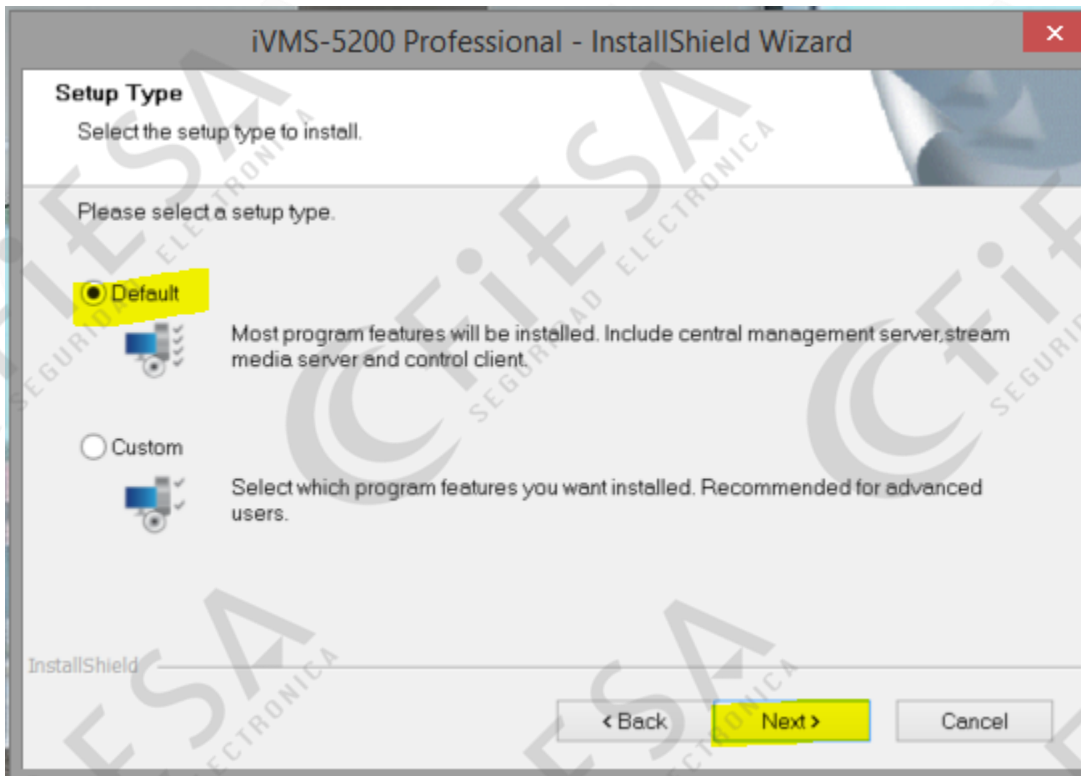 iVMS-5200 Professional - InstallShield Wizard
Setup Type
Select the setup type to install.
Please select a setup type.
Default
Most program features will be installed. Include central management server,stream
media server and control client.
Custom
Select which program features you want installed. Recommended for advanced
users.
InstallShield
< Back
Next >
Cancel
CFiESA
SEGURIDAD ELECTRONICA